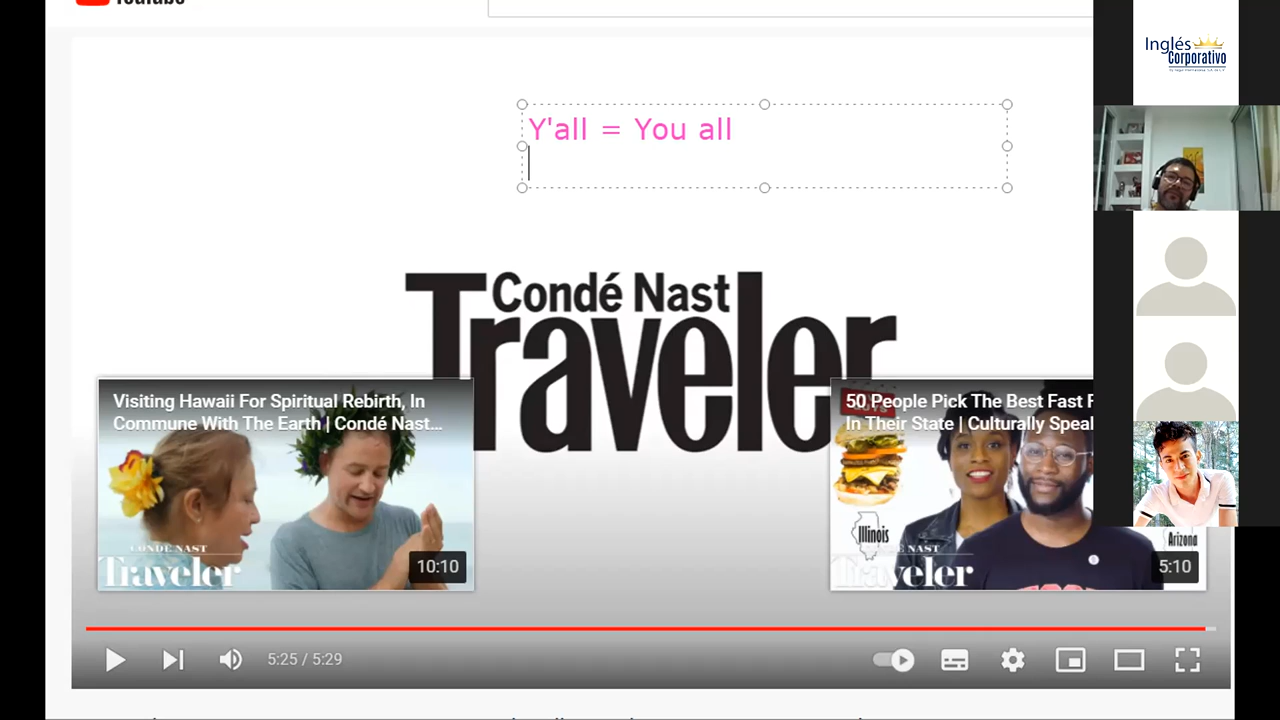 YouTube
Y'all = You all
Condé Nast
Traveler
Visiting Hawaii For Spiritual Rebirth, In
Commune With The Earth | Condé Nast...
CONDÉ NAST
Traveler
10:10
50 People Pick The Best Fast F
In Their State | Culturally Speal
Illinois
Arizona
CONDÉ NAST
Traveler
5:10
5:25 / 5:29
Inglés
Corporativo